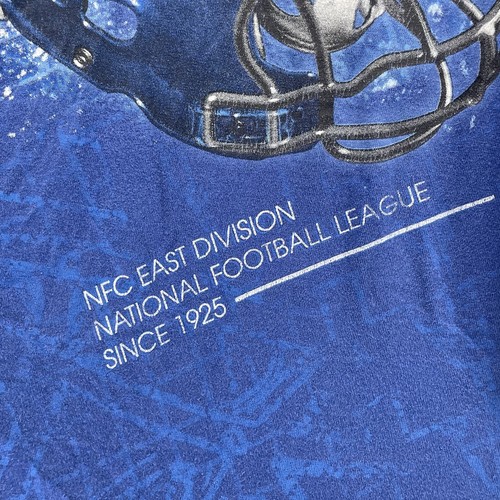 NFC EAST DIVISION
NATIONAL FOOTBALL LEAGUE
SINCE 1925